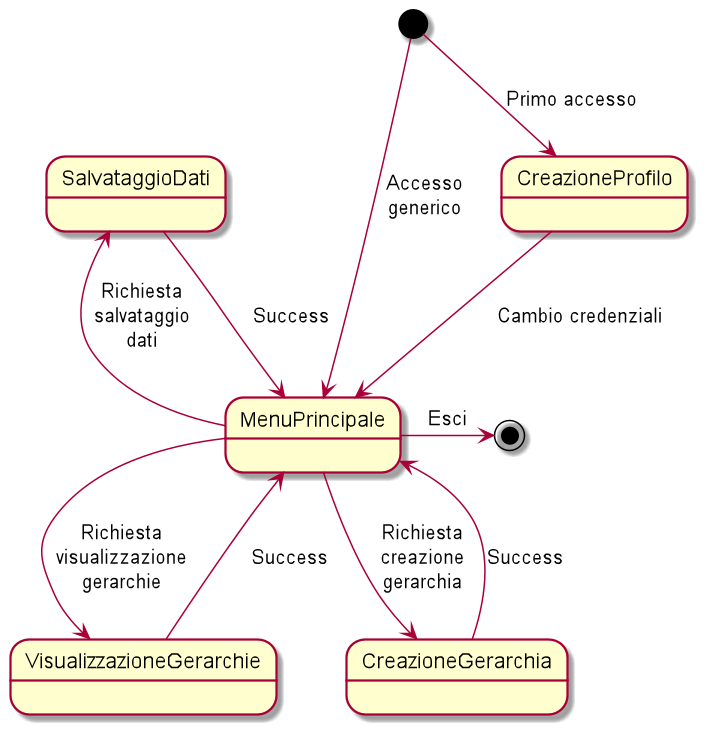 Primo accesso
SalvataggioDati
CreazioneProfilo
Accesso
generico
Richiesta
salvataggio
dati
Success
Cambio credenziali
MenuPrincipale
Esci
Richiesta
visualizzazione
gerarchie
Success
Richiesta
creazione
gerarchia
Success
VisualizzazioneGerarchie
CreazioneGerarchia